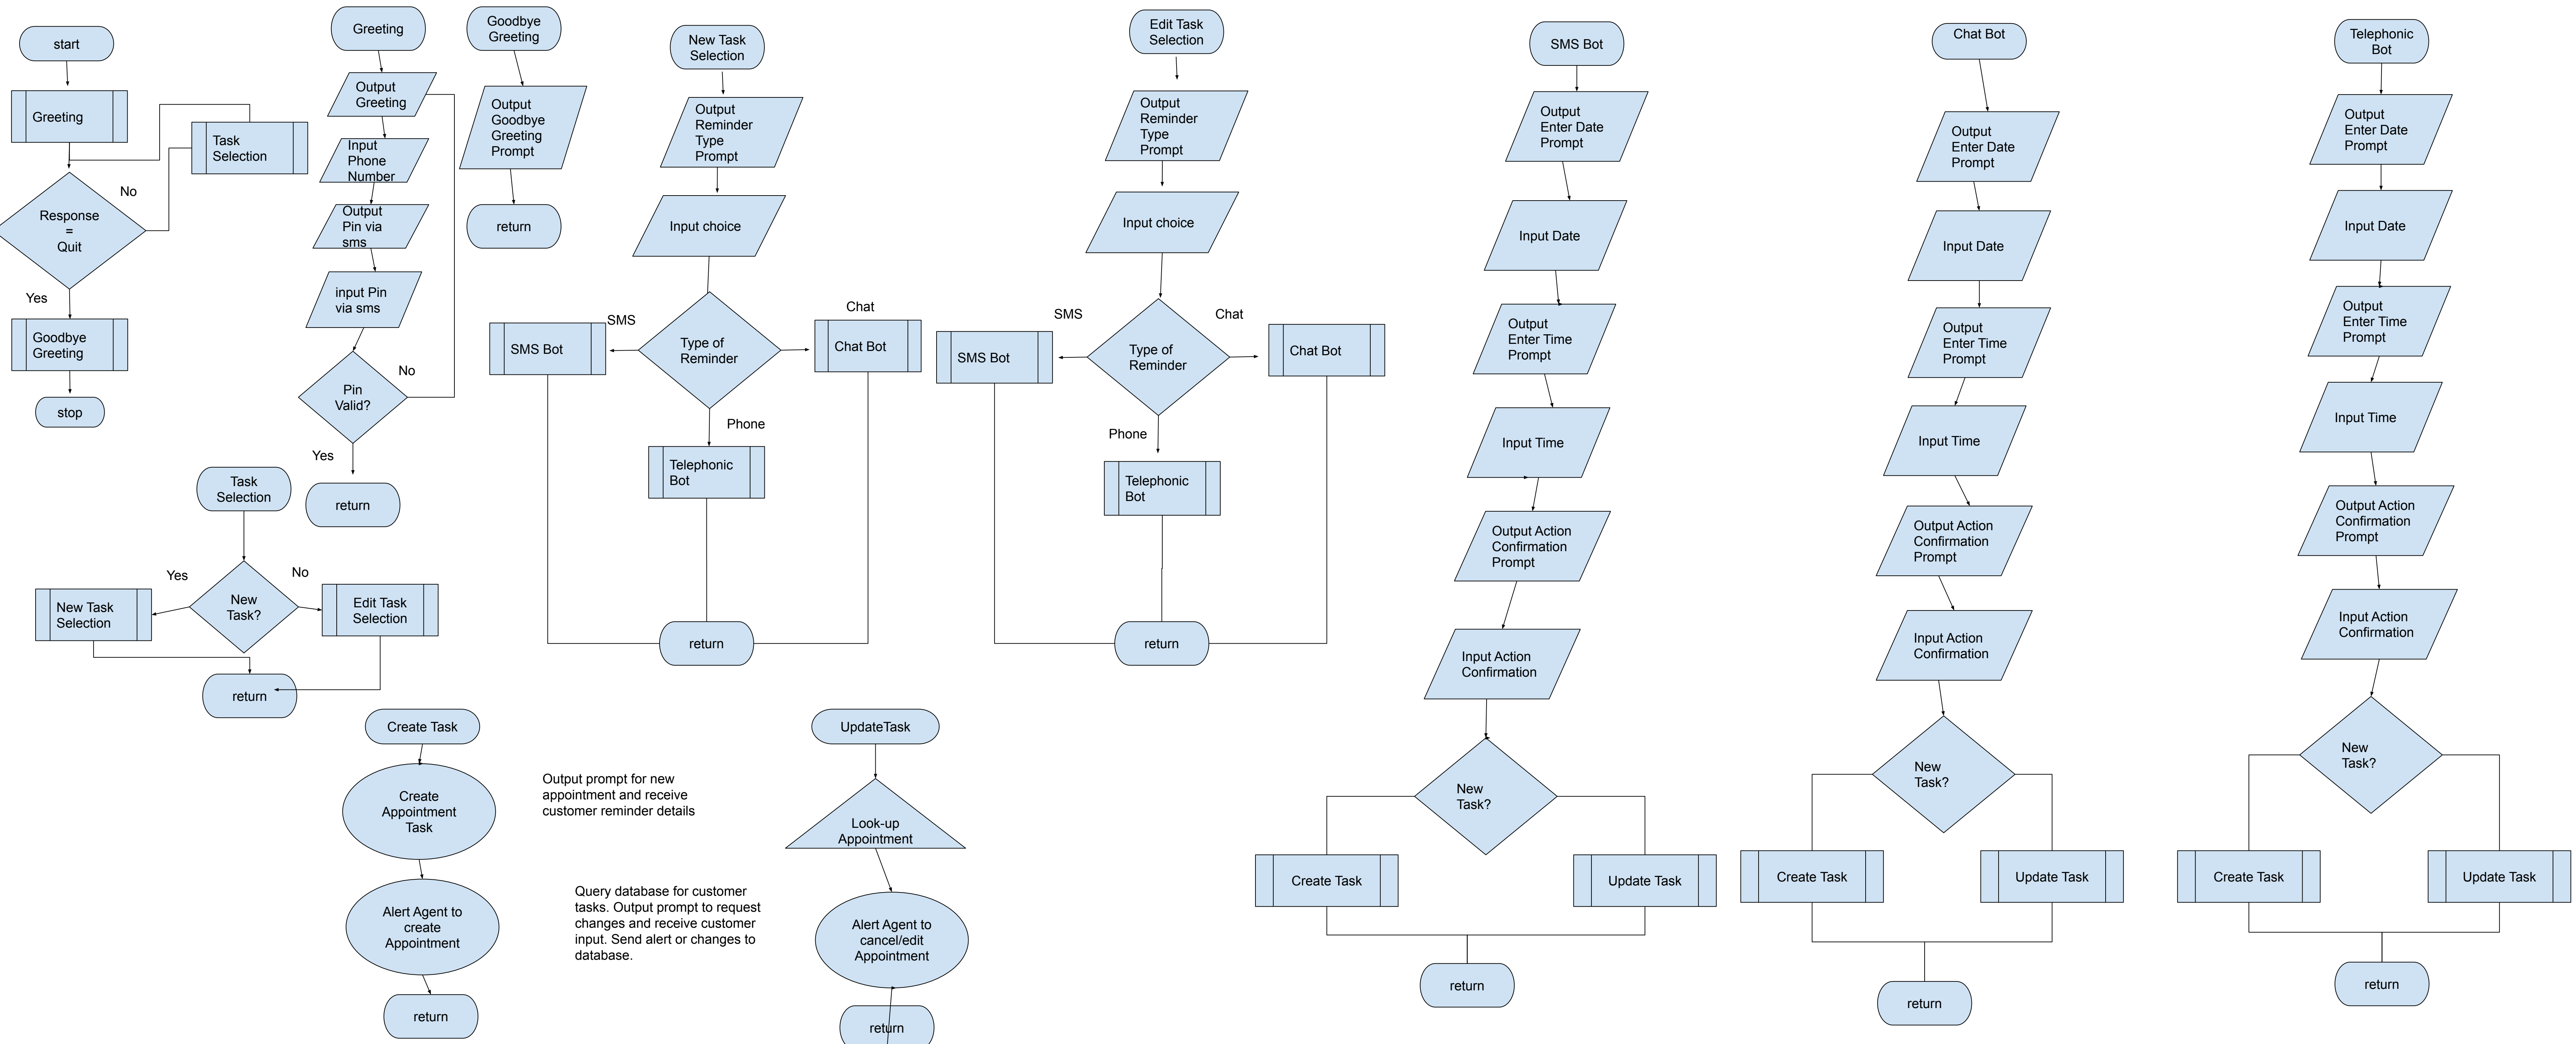 start
Greeting
Task
Selection
No
Response
=
Quit
Yes
Goodbye
Greeting
stop
Greeting
Output
Greeting
Input
Phone
Number
Output
Pin via
sms
input Pin
via sms
No
Pin
Valid?
Yes
return
Goodbye
Greeting
Output
Goodbye
Greeting
Prompt
return
Task
Selection
Yes
No
New
Task?
New Task
Selection
Edit Task
Selection
return
New Task
Selection
Output
Reminder
Type
Prompt
Input choice
SMS
Chat
SMS Bot
Type of
Reminder
Chat Bot
Phone
Telephonic
Bot
return
Edit Task
Selection
Output
Reminder
Type
Prompt
Input choice
SMS
Chat
SMS Bot
Type of
Reminder
Chat Bot
Phone
Telephonic
Bot
return
Create Task
Create
Appointment
Task
Alert Agent to
create
Appointment
return
Output prompt for new
appointment and receive
customer reminder details
Query database for customer
tasks. Output prompt to request
changes and receive customer
input. Send alert or changes to
database.
UpdateTask
Look-up
Appointment
Alert Agent to
cancel/edit
Appointment
return
SMS Bot
Output
Enter Date
Prompt
Input Date
Output
Enter Time
Prompt
Input Time
Output Action
Confirmation
Prompt
Input Action
Confirmation
New
Task?
Create Task
Update Task
return
Chat Bot
Output
Enter Date
Prompt
Input Date
Output
Enter Time
Prompt
Input Time
Output Action
Confirmation
Prompt
Input Action
Confirmation
New
Task?
Create Task
Update Task
return
Telephonic
Bot
Output
Enter Date
Prompt
Input Date
Output
Enter Time
Prompt
Input Time
Output Action
Confirmation
Prompt
Input Action
Confirmation
New
Task?
Create Task
Update Task
return